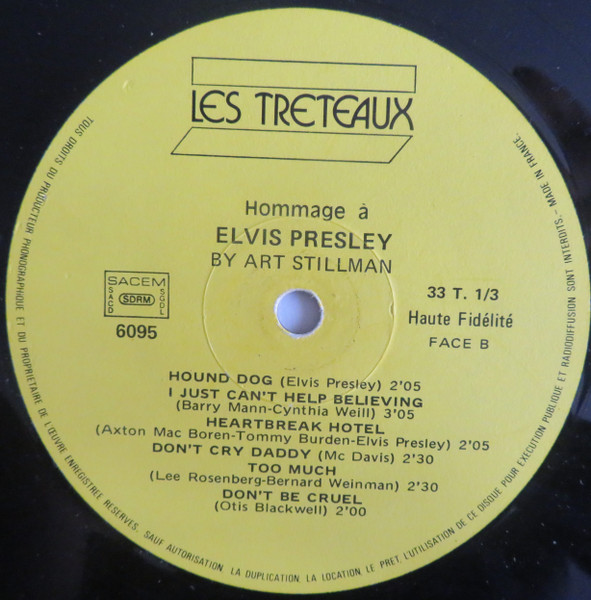 LES TRETEAUX
Hommage à
ELVIS PRESLEY
BY ART STILLMAN
SACEM
SACD
SDRM
SGDL
6095
33 T. 1/3
Haute Fidélité
FACE B
HOUND DOG (Elvis Presley) 2'05
I JUST CAN'T HELP BELIEVING
(Barry Mann-Cynthia Weill) 3'05
HEARTBREAK HOTEL
(Axton Mac Boren-Tommy Burden-Elvis Presley) 2'05
DON'T CRY DADDY (Mc Davis) 2'30
TOO MUCH
(Lee Rosenberg-Bernard Weinman) 2'30
DON'T BE CRUEL
(Otis Blackwell) 2'00
TOUS DROITS DU PRODUCTEUR PHONOGRAPHIQUE ET DU PROPRIETAIRE DE L'ŒUVRE ENREGISTREE RESERVES. SAUF AUTORISATION LA DUPLICATION, LA LOCATION, LE PRET, L'UTILISATION DE CE DISQUE POUR EXECUTION PUBLIQUE ET RADIODIFFUSION SONT INTERDITS. - MADE IN FRANCE.